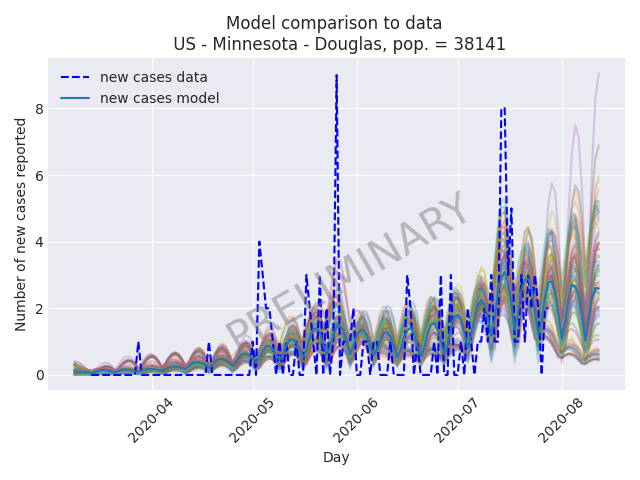 Model comparison to data
US - Minnesota - Douglas, pop. = 38141
new cases data
new cases model
PRELIMINARY
Number of new cases reported
8
6
4
2
0
2020-04
2020-05
2020-06
2020-07
2020-08
Day